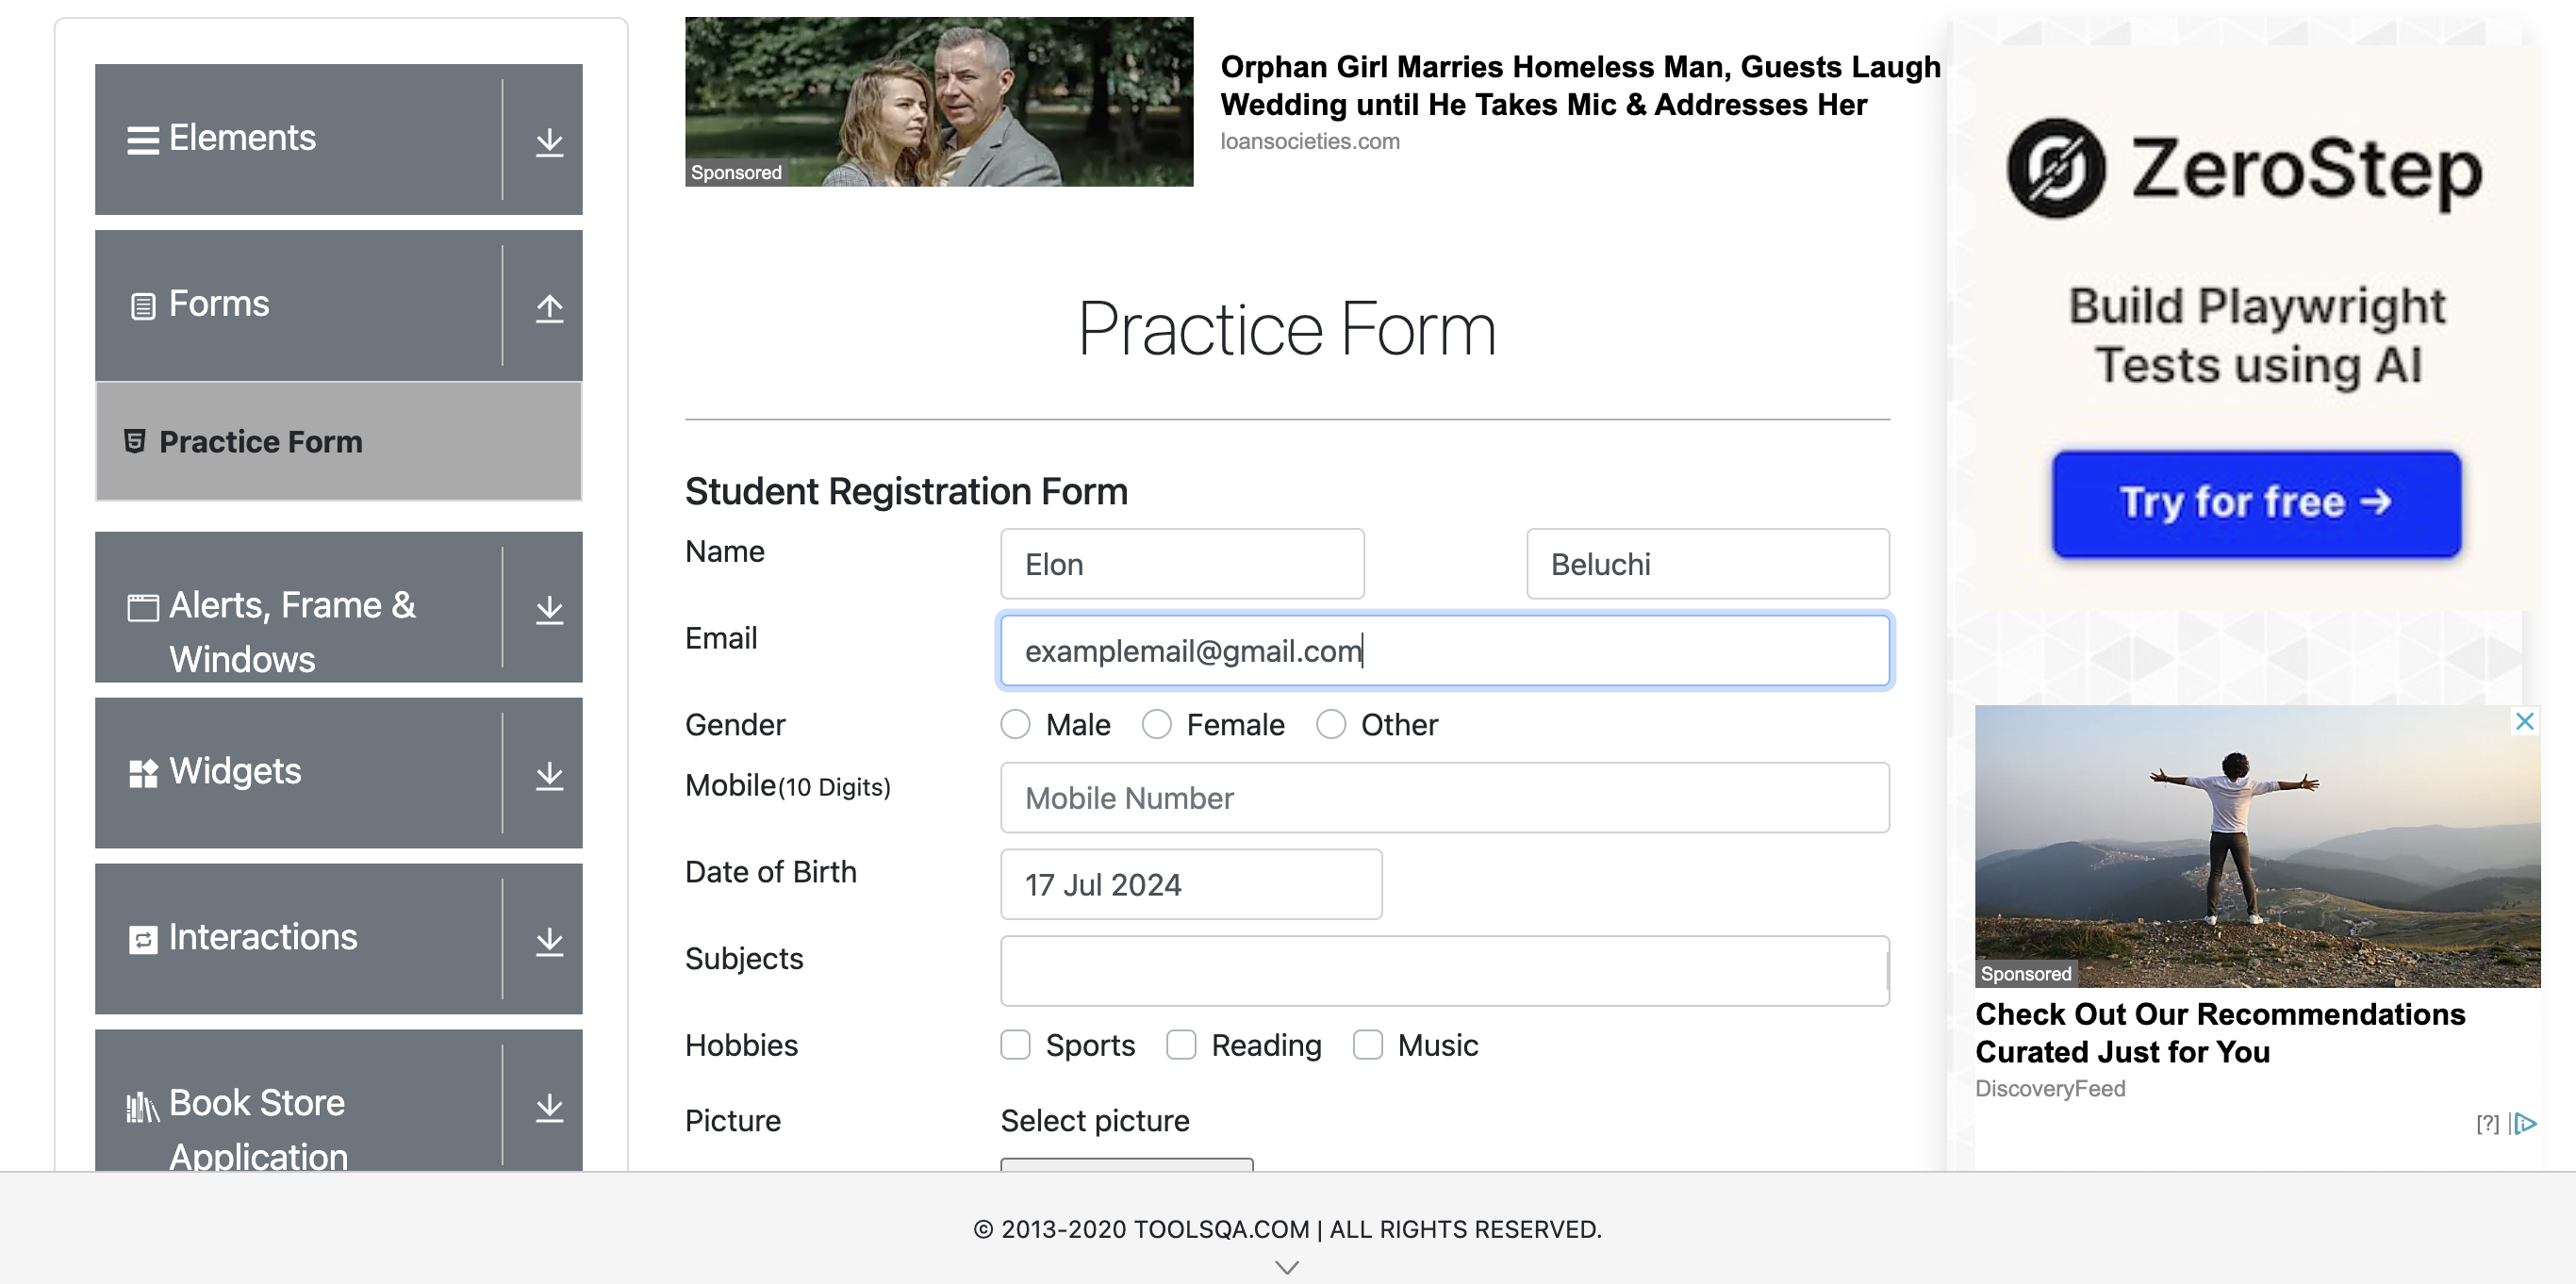 Elements
Forms
Practice Form
Alerts, Frame &
Windows
Widgets
Interactions
Book Store
Application
Sponsored
Orphan Girl Marries Homeless Man, Guests Laugh
Wedding until He Takes Mic & Addresses Her
loansocieties.com
Practice Form
Student Registration Form
Name Elon Beluchi
Email examplemail@gmail.com
Gender Male Female Other
Mobile(10 Digits) Mobile Number
Date of Birth 17 Jul 2024
Subjects
Hobbies Sports Reading Music
Picture Select picture
ZeroStep
Build Playwright
Tests using AI
Try for free →
Sponsored
Check Out Our Recommendations
Curated Just for You
DiscoveryFeed
[?]
© 2013-2020 TOOLSQA.COM | ALL RIGHTS RESERVED.